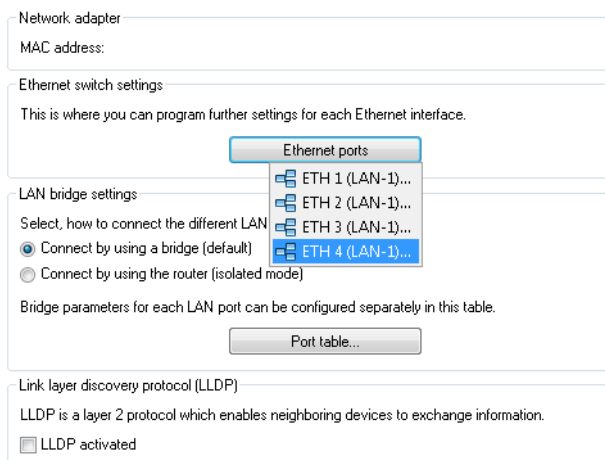 Network adapter
MAC address:
Ethernet switch settings
This is where you can program further settings for each Ethernet interface.
Ethernet ports
ETH 1 (LAN-1)...
ETH 2 (LAN-1)...
ETH 3 (LAN-1)...
ETH 4 (LAN-1)...
LAN bridge settings
Select, how to connect the different LAN
Connect by using a bridge (default)
Connect by using the router (isolated mode)
Bridge parameters for each LAN port can be configured separately in this table.
Port table...
Link layer discovery protocol (LLDP)
LLDP is a layer 2 protocol which enables neighboring devices to exchange information.
LLDP activated